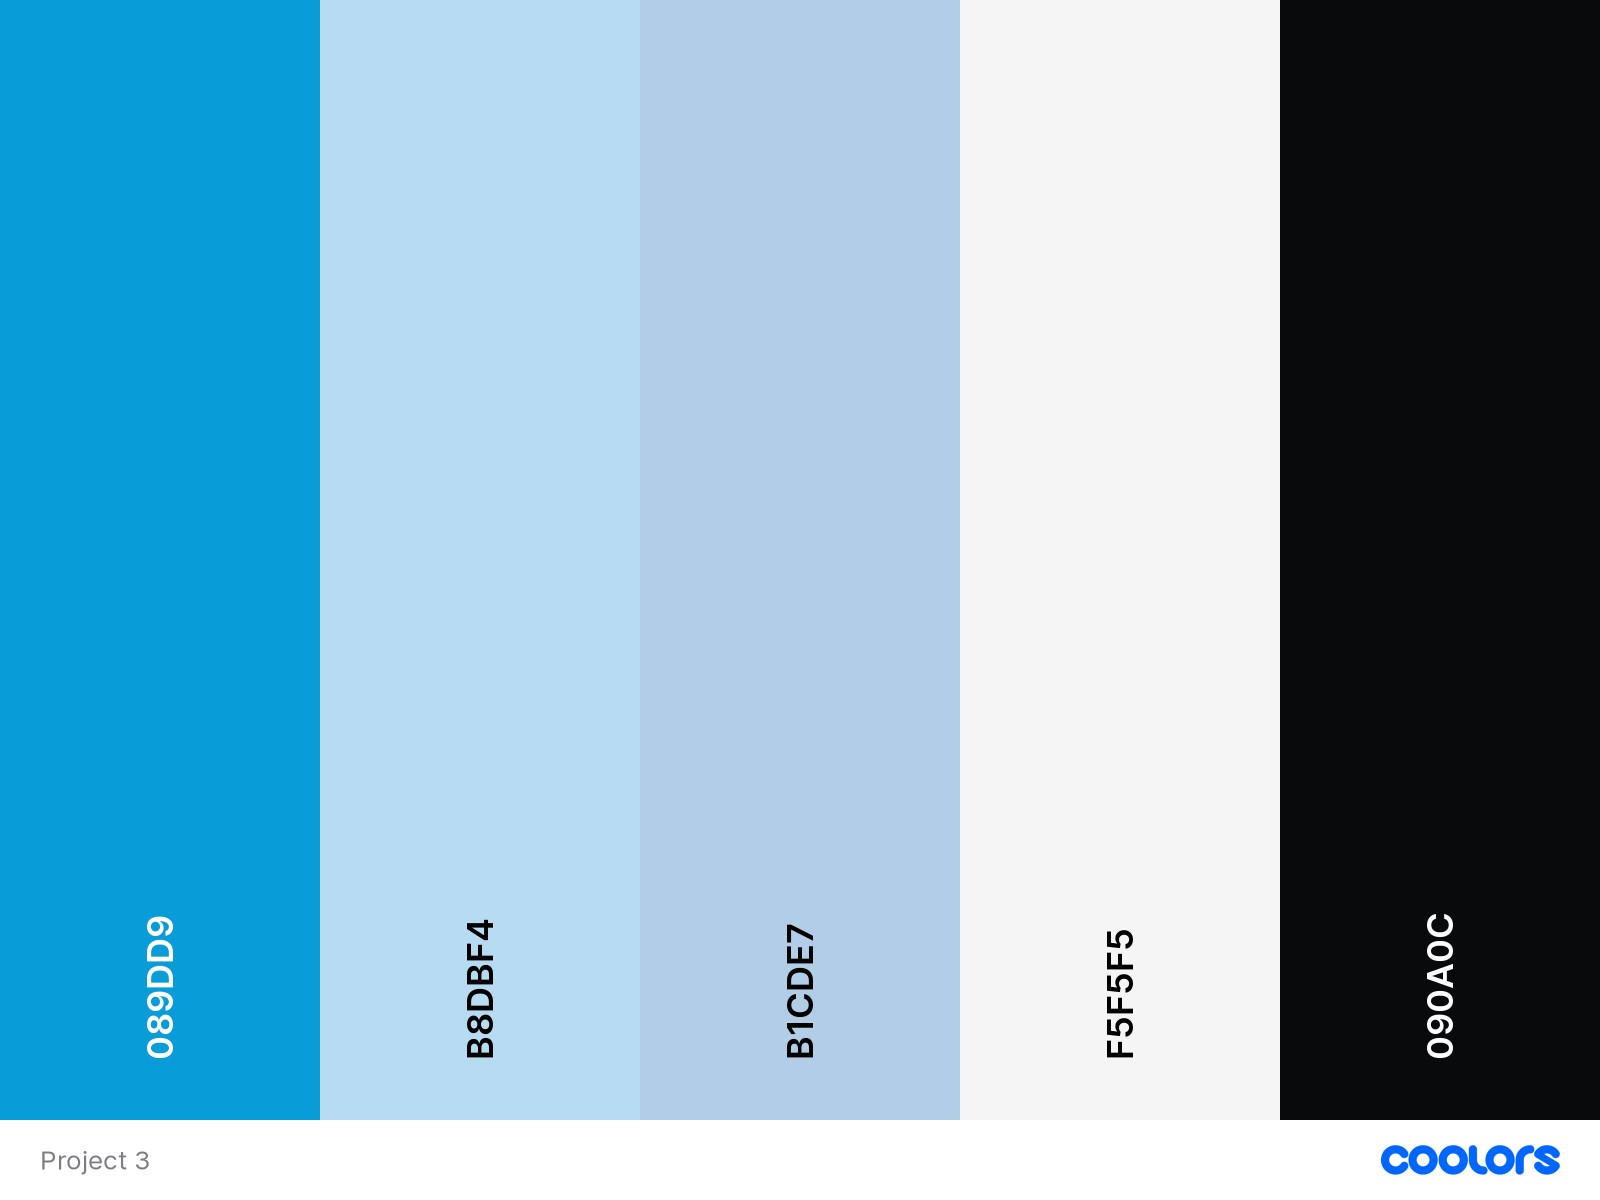 089DD9
B8DBF4
B1CDE7
F5F5F5
090A0C
Project 3
coolors